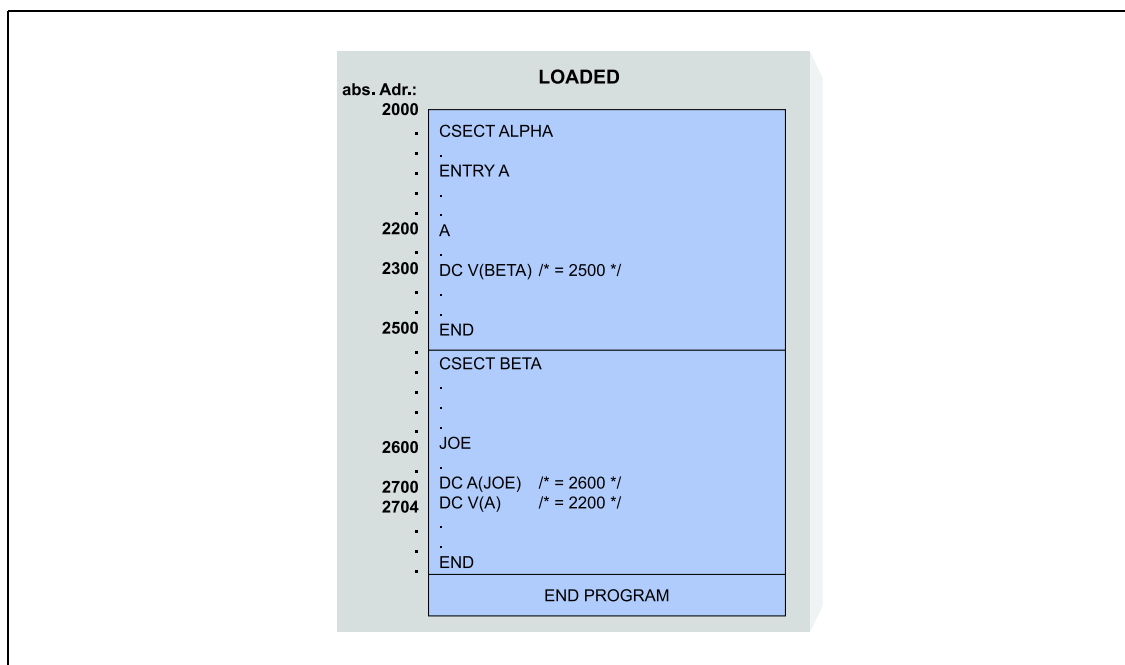 LOADED
abs. Adr.:
2000
. CSECT ALPHA
. .
. ENTRY A
. .
. .
2200 A
. .
2300 DC V(BETA) /* = 2500 */
. .
. .
2500 END
.
. CSECT BETA
. .
. .
. .
2600 JOE
. .
2700 DC A(JOE) /* = 2600 */
2704 DC V(A) /* = 2200 */
. .
. .
. END
END PROGRAM